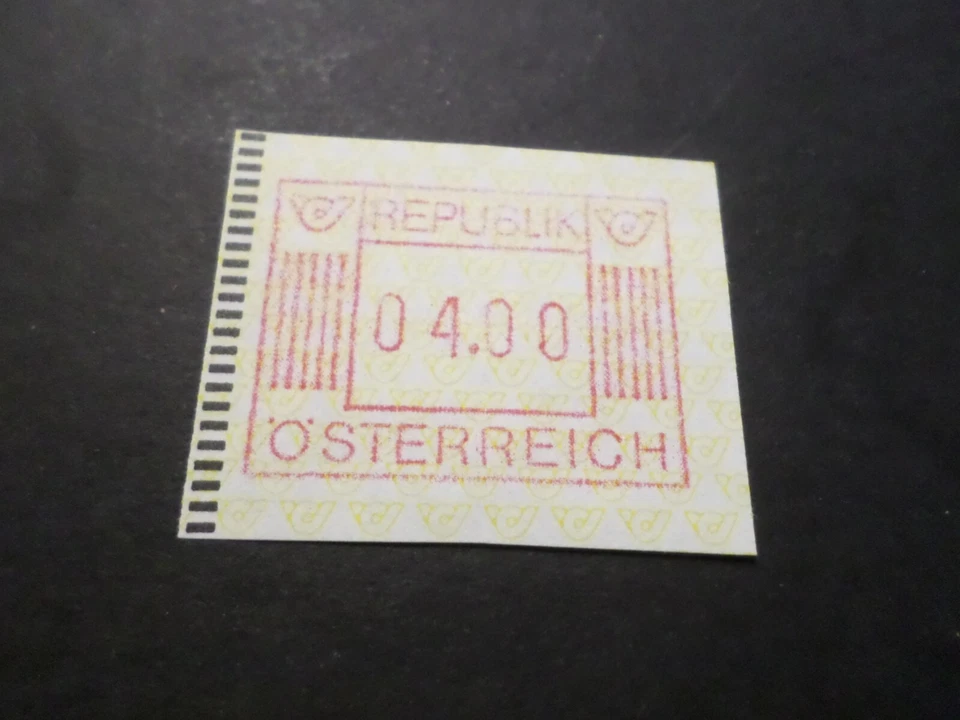 REPUBLIK
04.00
ÖSTERREICH